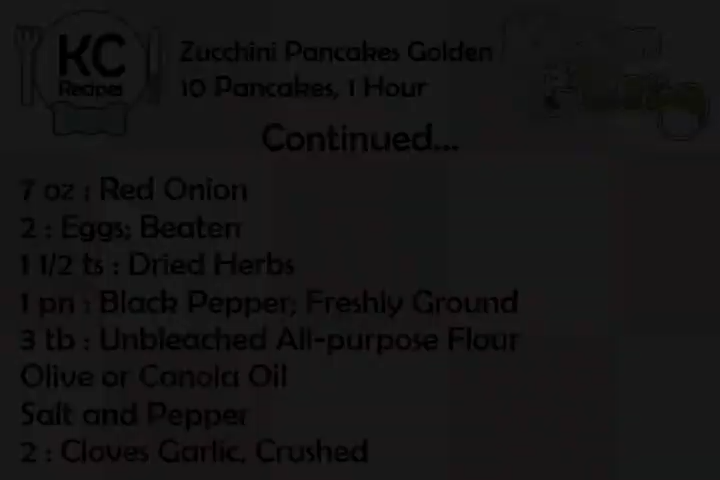 KC
Recipes
Zucchini Pancakes Golden
10 Pancakes, 1 Hour
Continued...
7 oz : Red Onion
2 : Eggs; Beaten
1 1/2 ts : Dried Herbs
1 pn : Black Pepper; Freshly Ground
3 tb : Unbleached All-purpose Flour
Olive or Canola Oil
Salt and Pepper
2 : Cloves Garlic, Crushed